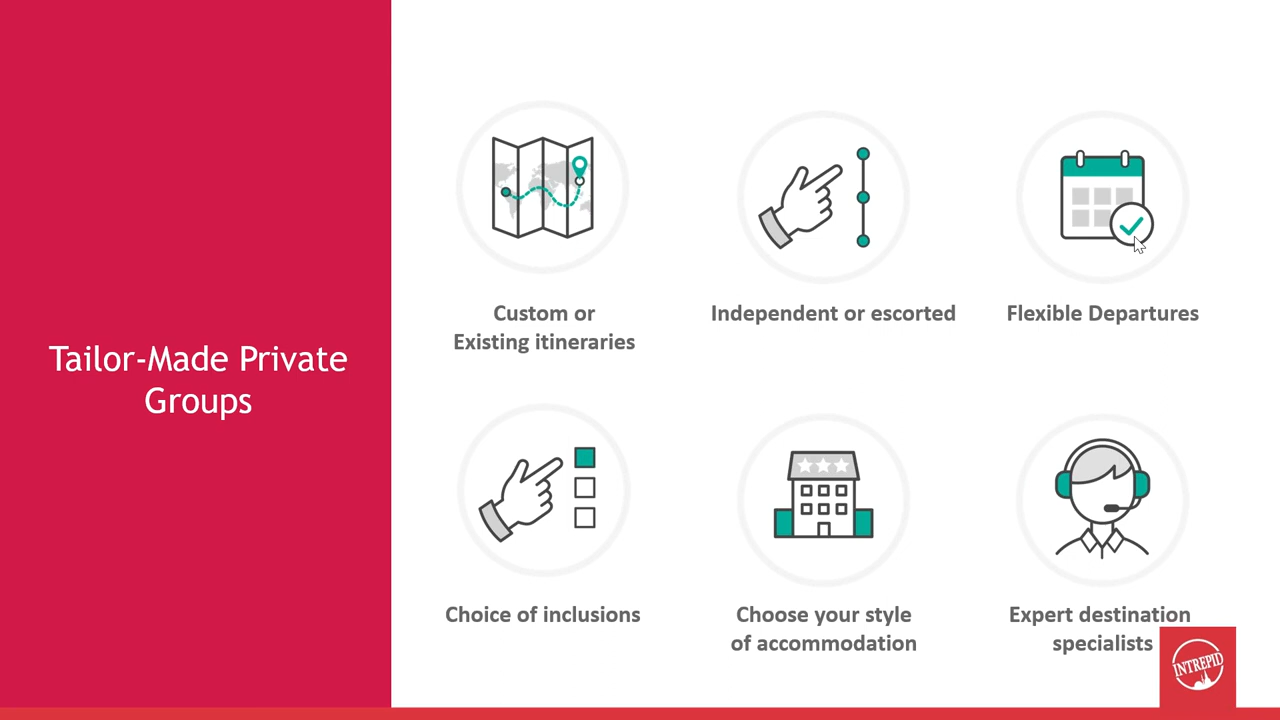 Tailor-Made Private
Groups
Custom or
Existing itineraries
Independent or escorted
Flexible Departures
Choice of inclusions
Choose your style
of accommodation
Expert destination
specialists
INTREPID